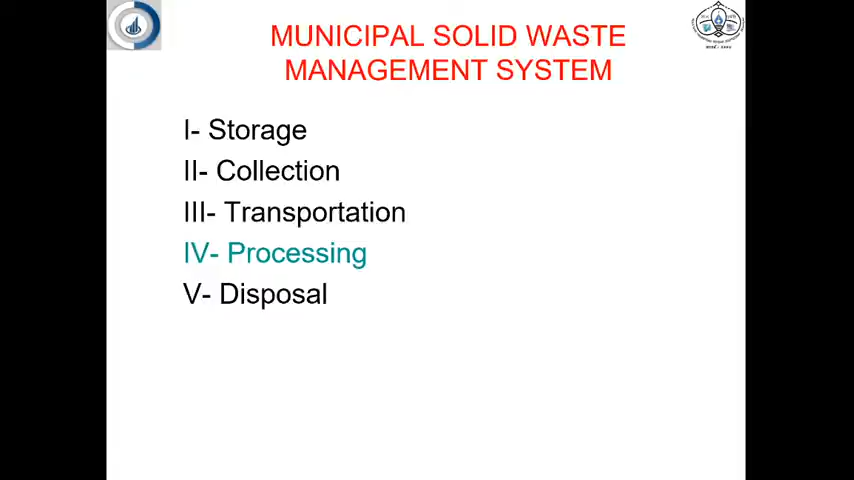 MUNICIPAL SOLID WASTE
MANAGEMENT SYSTEM
I- Storage
II- Collection
III- Transportation
IV- Processing
V- Disposal